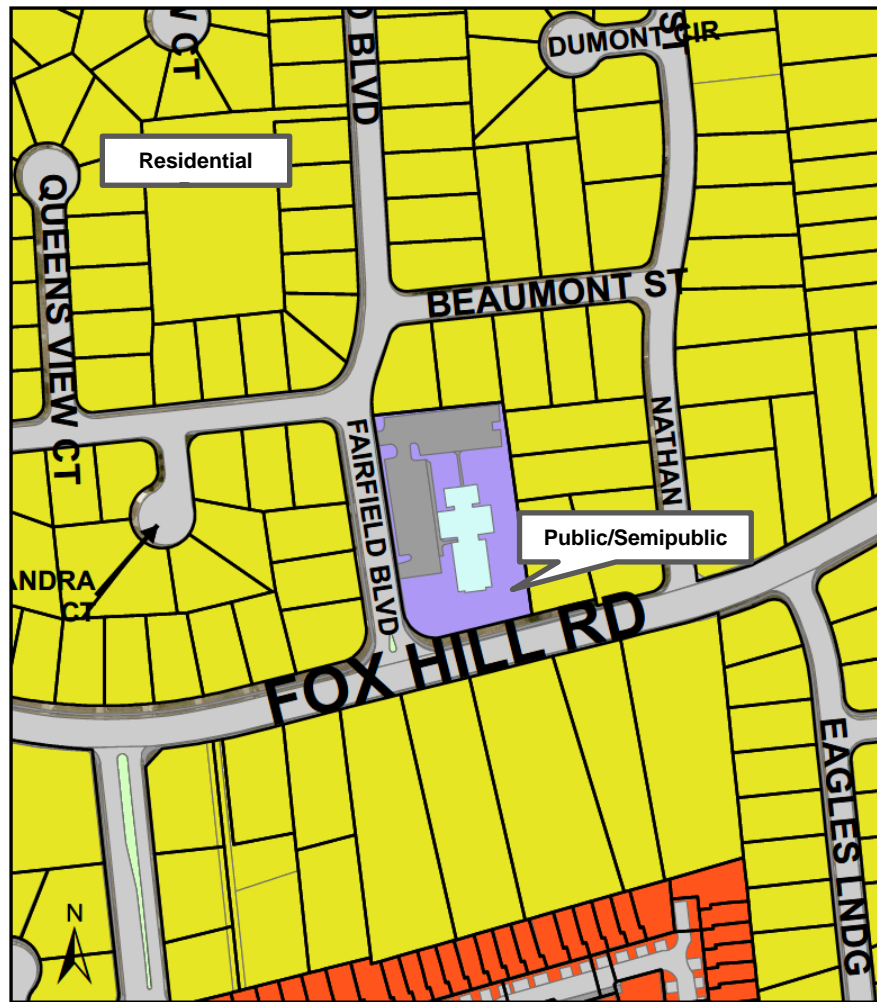 W CT
D BLVD
ST
DUMONT CIR
Residential
QUEENS VIEW CT
BEAUMONT ST
NATHAN
FAIRFIELD BLVD
Public/Semipublic
ANDRA
CT
FOX HILL RD
EAGLES LNDG
N